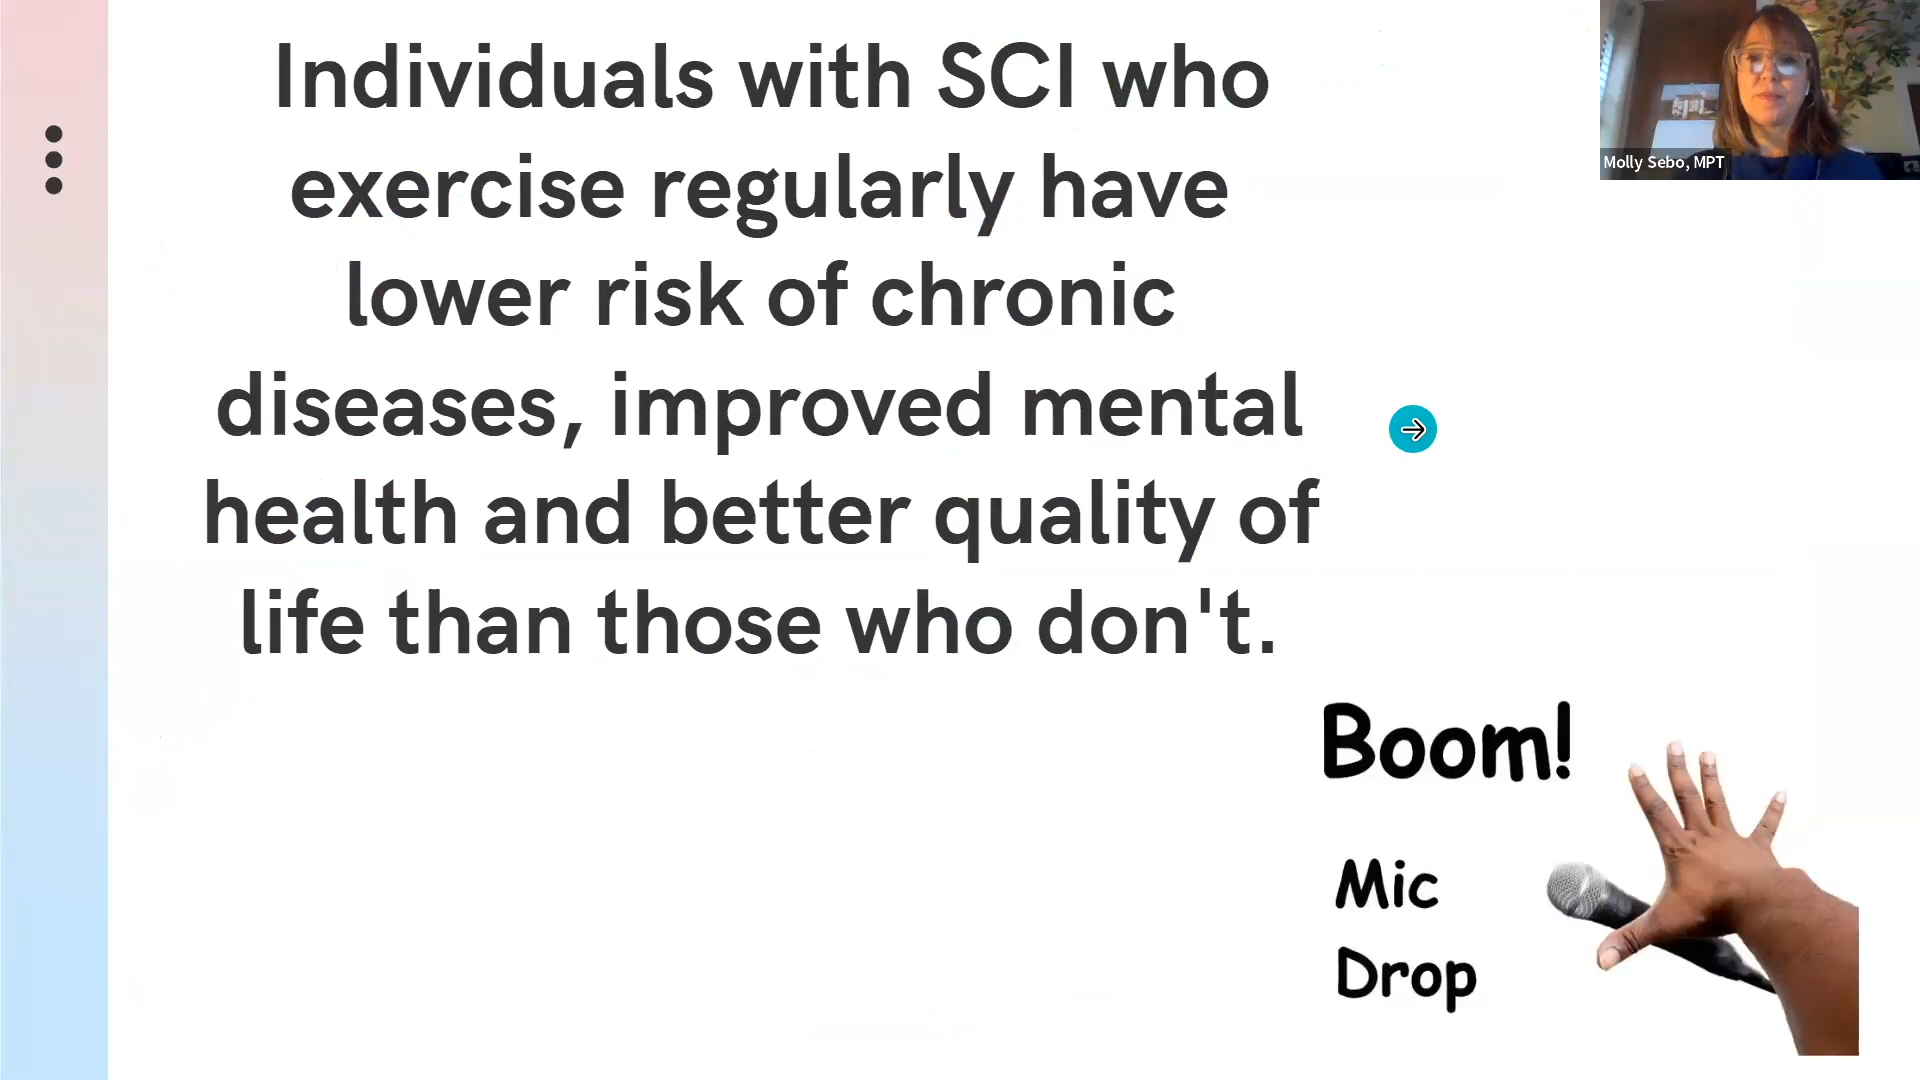 Individuals with SCI who
exercise regularly have
lower risk of chronic
diseases, improved mental
health and better quality of
life than those who don't.
Molly Sebo, MPT
Boom!
Mic
Drop